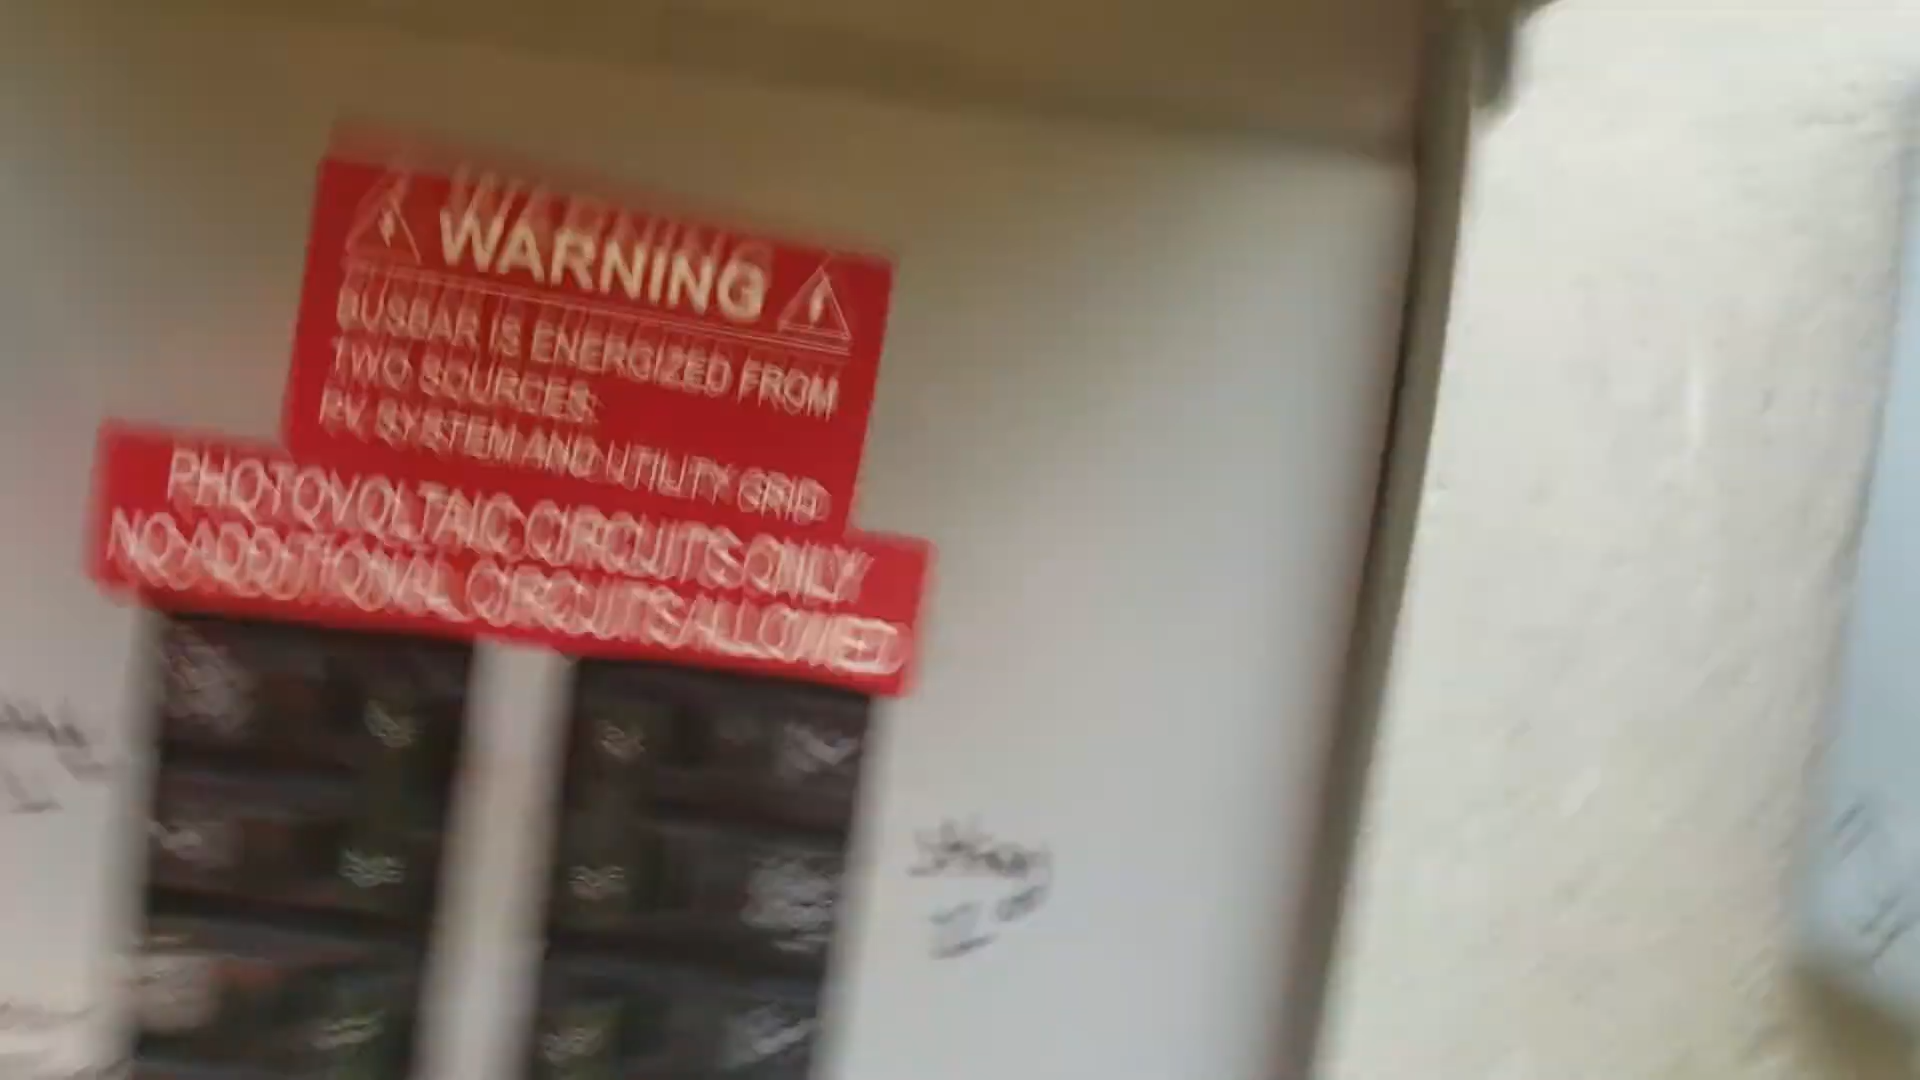 WARNING
BUSBAR IS ENERGIZED FROM
TWO SOURCES:
PV SYSTEM AND UTILITY GRID
PHOTOVOLTAIC CIRCUITS ONLY
NO ADDITIONAL CIRCUITS ALLOWED